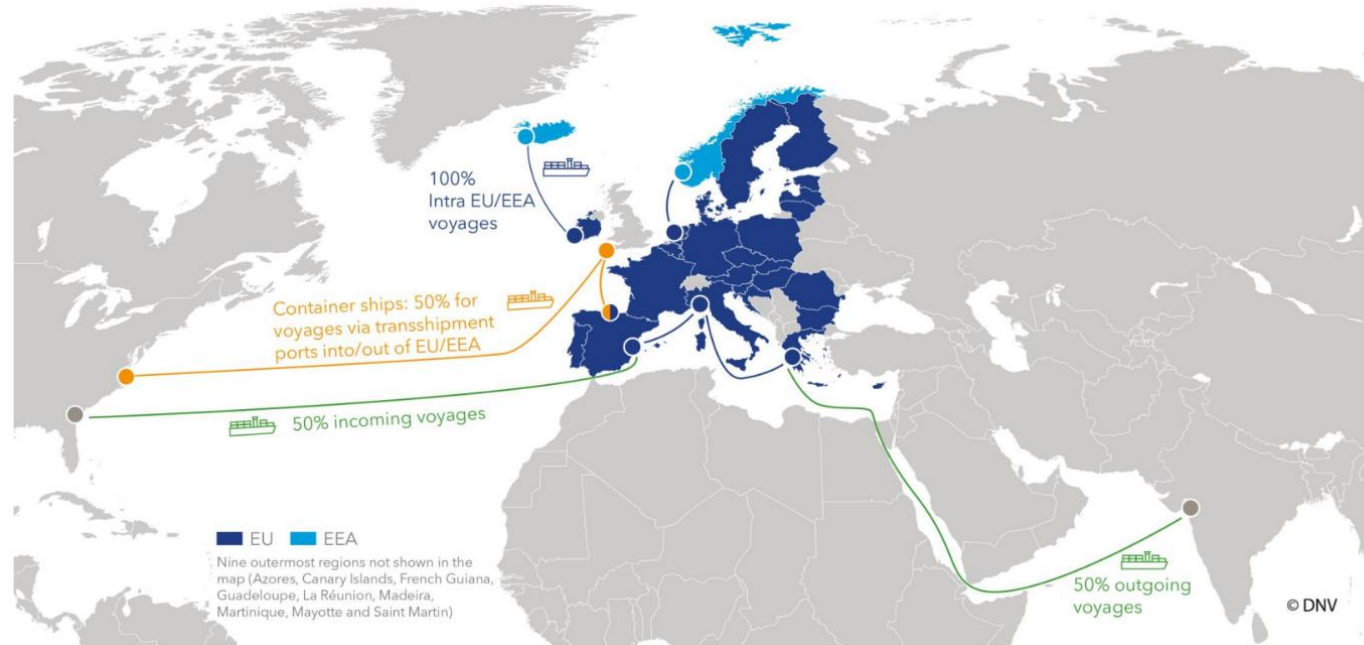 100%
Intra EU/EEA
voyages
Container ships: 50% for
voyages via transshipment
ports into/out of EU/EEA
50% incoming voyages
EU EEA
Nine outermost regions not shown in the
map (Azores, Canary Islands, French Guiana,
Guadeloupe, La Réunion, Madeira,
Martinique, Mayotte and Saint Martin)
50% outgoing
voyages
© DNV